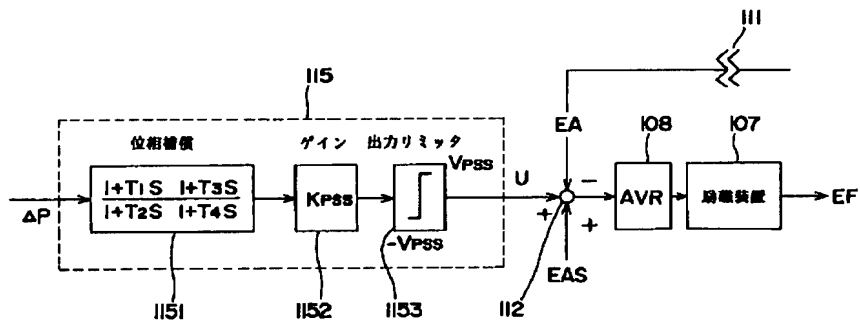 111
115
位相補償 ゲイン 出力リミッタ
VPSS
EA
108
107
1+T1S 1+T3S
1+T2S 1+T4S
KPSS
-VPSS
ΔP
U
+
−
+
AVR
励磁装置
EF
1151
1152
1153
112
EAS